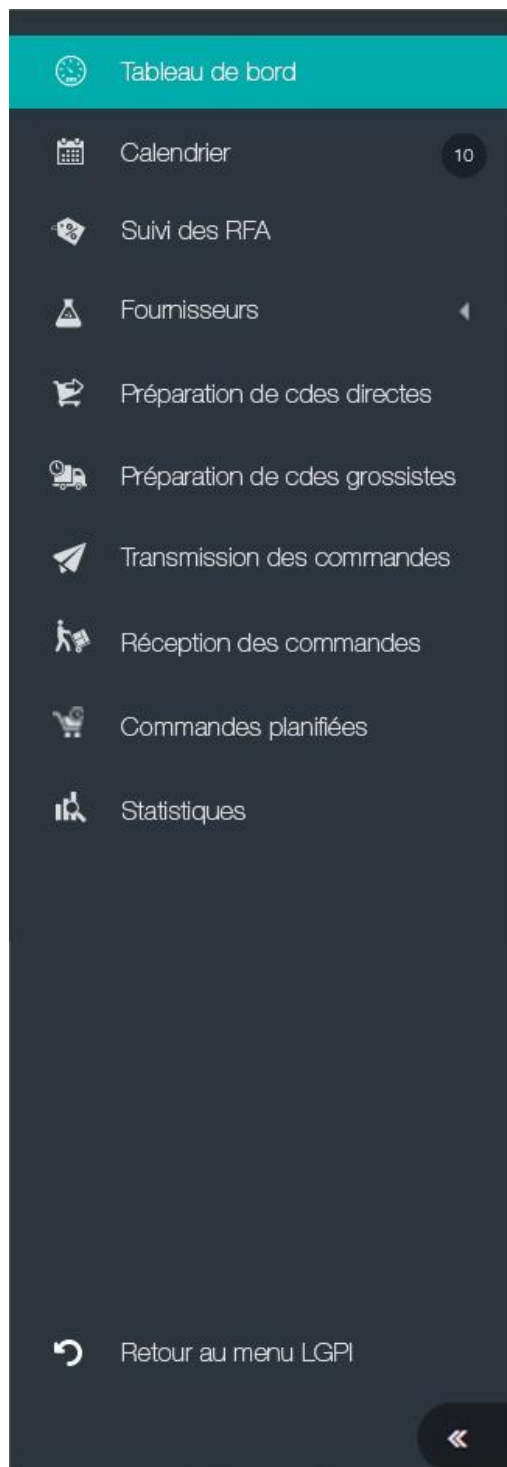 Tableau de bord
Calendrier 10
Suivi des RFA
Fournisseurs
Préparation de cdes directes
Préparation de cdes grossistes
Transmission des commandes
Réception des commandes
Commandes planifiées
Statistiques
Retour au menu LGPI